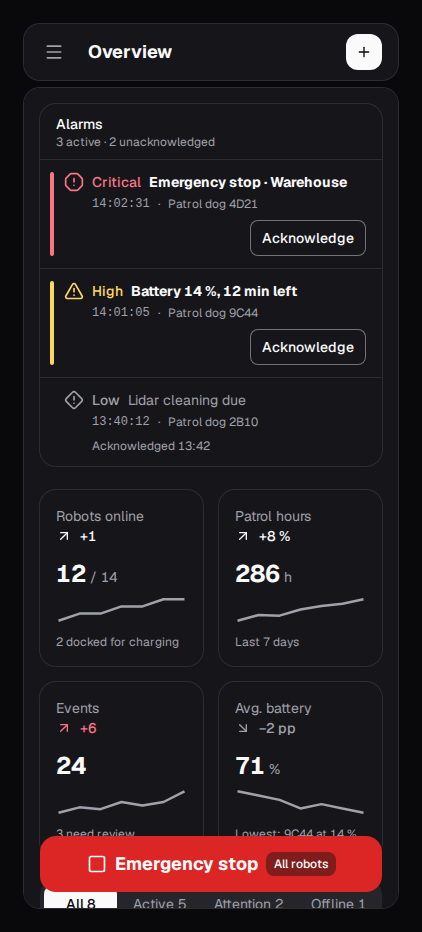 Overview
Alarms
3 active · 2 unacknowledged
Critical Emergency stop · Warehouse
14:02:31 · Patrol dog 4D21
Acknowledge
High Battery 14 %, 12 min left
14:01:05 · Patrol dog 9C44
Acknowledge
Low Lidar cleaning due
13:40:12 · Patrol dog 2B10
Acknowledged 13:42
Robots online
+1
12 / 14
2 docked for charging
Patrol hours
+8 %
286 h
Last 7 days
Events
+6
24
3 need review
Avg. battery
−2 pp
71 %
Lowest: 9C44 at 14 %
Emergency stop All robots
All 8 Active 5 Attention 2 Offline 1